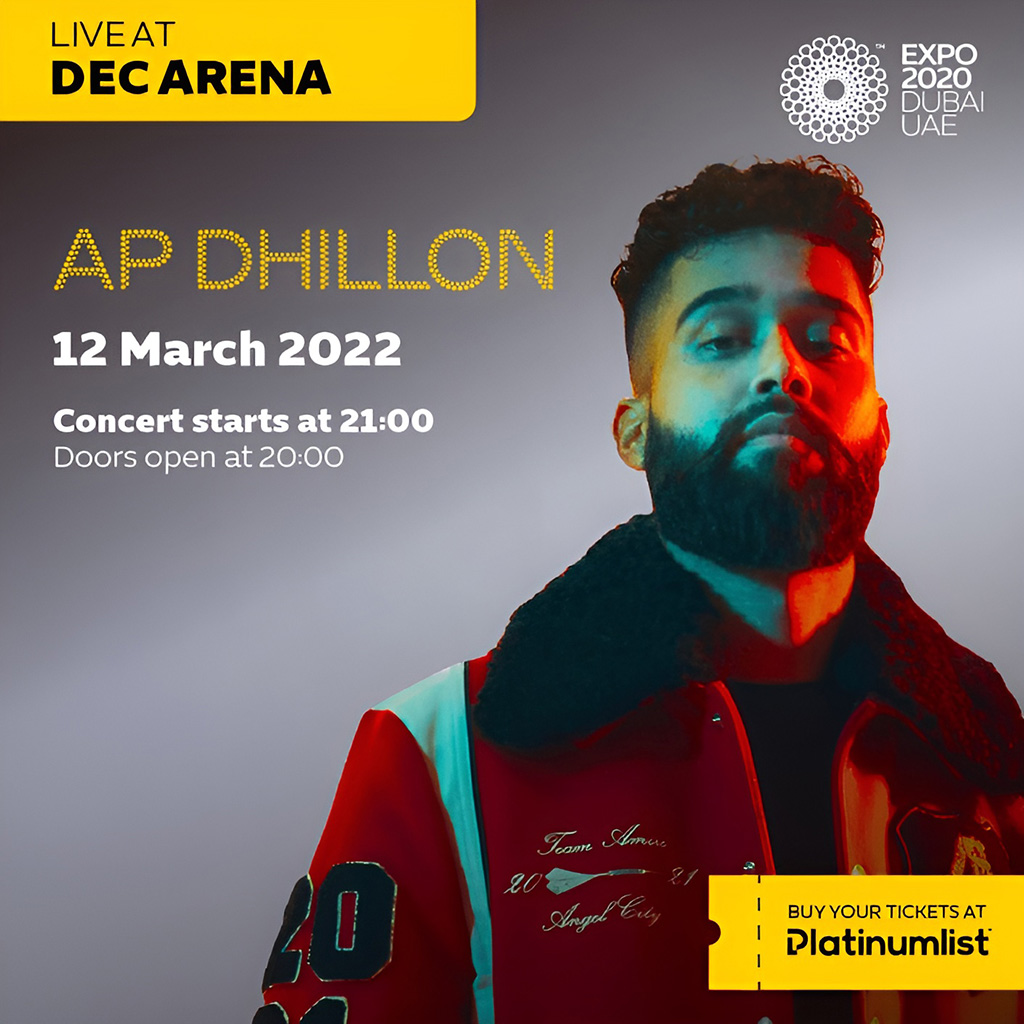 LIVE AT
DEC ARENA
EXPO
2020
DUBAI
UAE
AP DHILLON
12 March 2022
Concert starts at 21:00
Doors open at 20:00
Team
20 21
Angel City
20
BUY YOUR TICKETS AT
Platinumlist